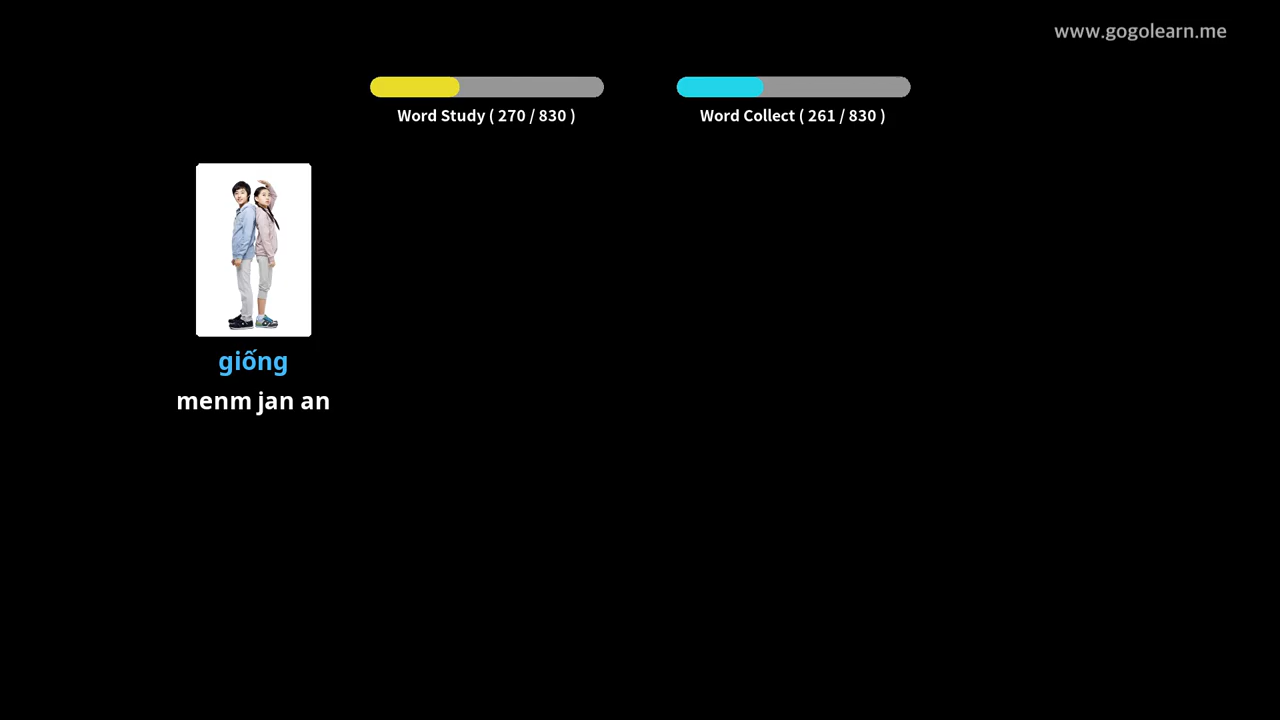 www.gogolearn.me
Word Study ( 270 / 830 )
Word Collect ( 261 / 830 )
giống
menm jan an